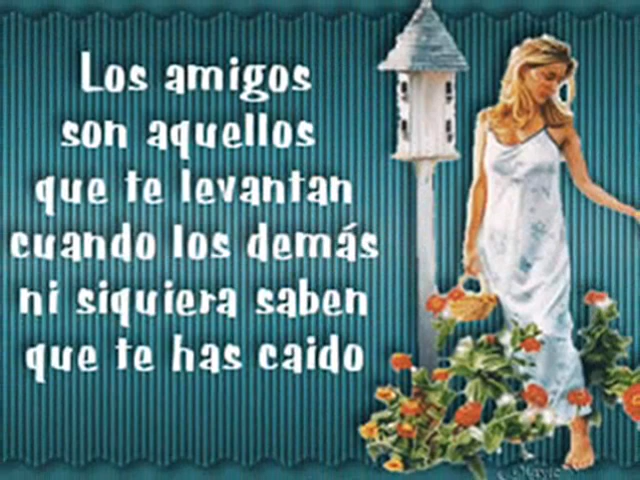 Los amigos
son aquellos
que te levantan
cuando los demás
ni siquiera saben
que te has caido